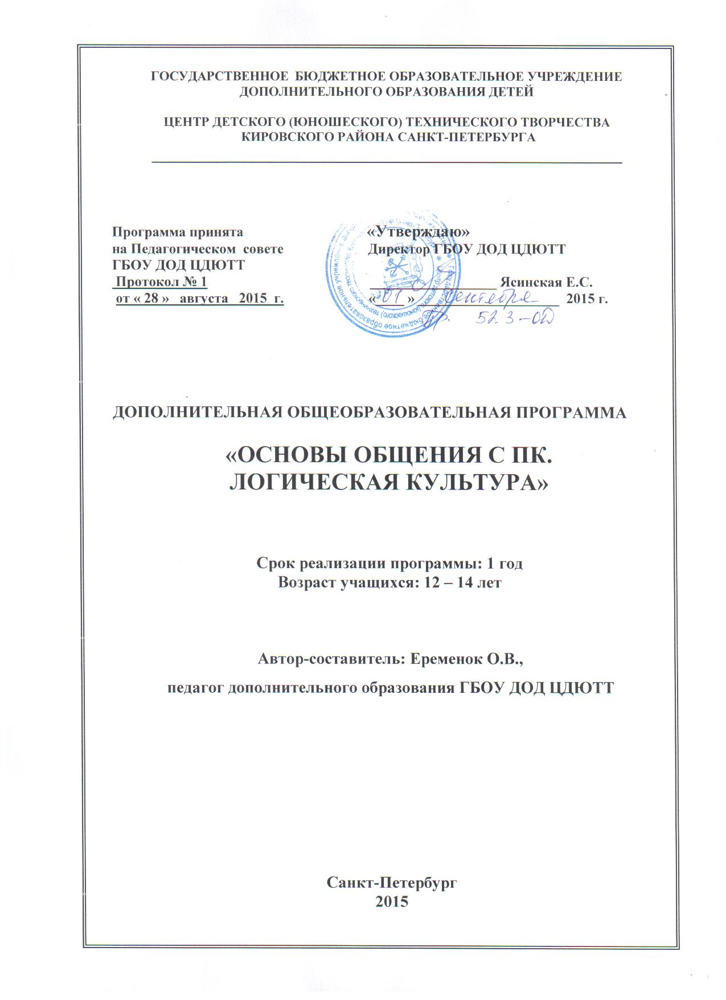 ГОСУДАРСТВЕННОЕ БЮДЖЕТНОЕ ОБРАЗОВАТЕЛЬНОЕ УЧРЕЖДЕНИЕ
ДОПОЛНИТЕЛЬНОГО ОБРАЗОВАНИЯ ДЕТЕЙ
ЦЕНТР ДЕТСКОГО (ЮНОШЕСКОГО) ТЕХНИЧЕСКОГО ТВОРЧЕСТВА
КИРОВСКОГО РАЙОНА САНКТ-ПЕТЕРБУРГА
Программа принята
на Педагогическом совете
ГБОУ ДОД ЦДЮТТ
Протокол № 1
от « 28 » августа 2015 г.
«Утверждаю»
Директор ГБОУ ДОД ЦДЮТТ
Ясинская Е.С.
«01» сентября 2015 г.
Пр. 523-ОД
ДОПОЛНИТЕЛЬНАЯ ОБЩЕОБРАЗОВАТЕЛЬНАЯ ПРОГРАММА
«ОСНОВЫ ОБЩЕНИЯ С ПК.
ЛОГИЧЕСКАЯ КУЛЬТУРА»
Срок реализации программы: 1 год
Возраст учащихся: 12 – 14 лет
Автор-составитель: Еременок О.В.,
педагог дополнительного образования ГБОУ ДОД ЦДЮТТ
Санкт-Петербург
2015